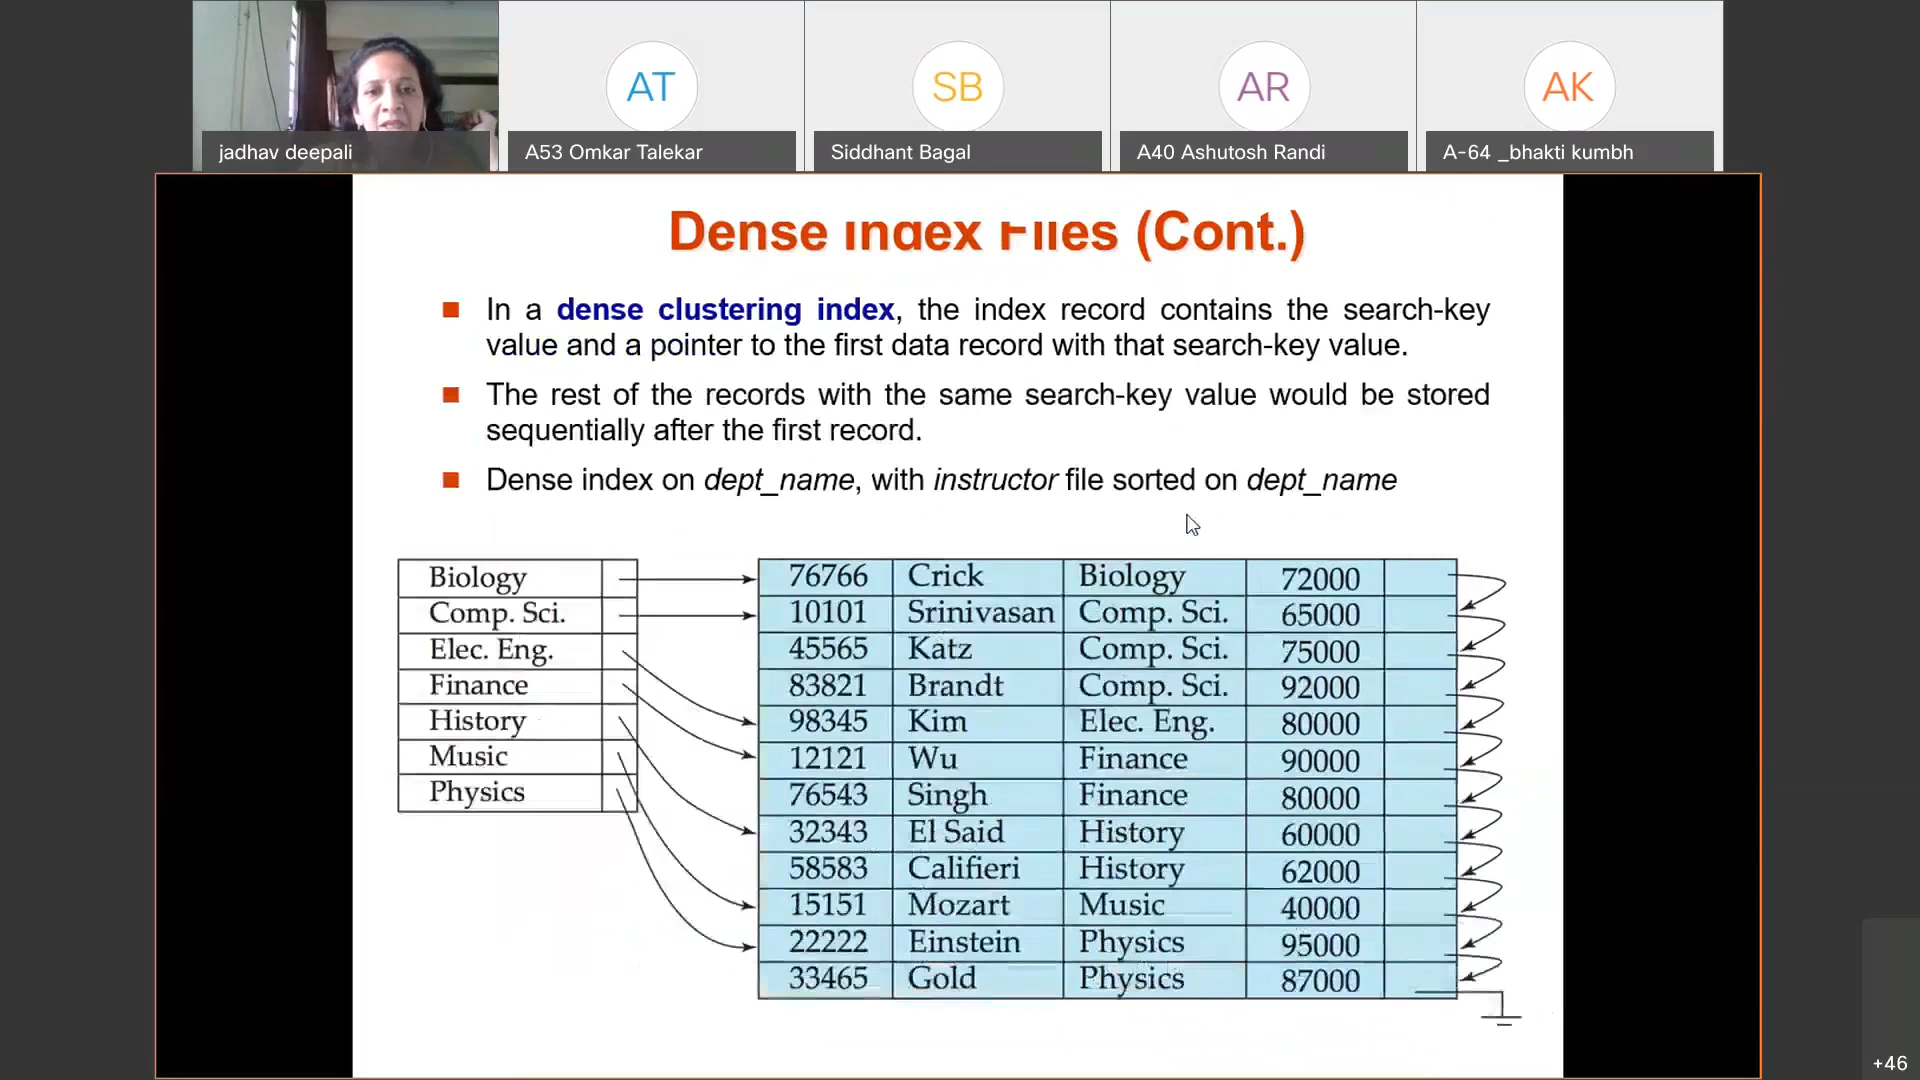 AT
SB
AR
AK
jadhav deepali
A53 Omkar Talekar
Siddhant Bagal
A40 Ashutosh Randi
A-64 _bhakti kumbh
Dense Index Files (Cont.)
In a dense clustering index, the index record contains the search-key
value and a pointer to the first data record with that search-key value.
The rest of the records with the same search-key value would be stored
sequentially after the first record.
Dense index on dept_name, with instructor file sorted on dept_name
Biology
Comp. Sci.
Elec. Eng.
Finance
History
Music
Physics
76766 Crick Biology 72000
10101 Srinivasan Comp. Sci. 65000
45565 Katz Comp. Sci. 75000
83821 Brandt Comp. Sci. 92000
98345 Kim Elec. Eng. 80000
12121 Wu Finance 90000
76543 Singh Finance 80000
32343 El Said History 60000
58583 Califieri History 62000
15151 Mozart Music 40000
22222 Einstein Physics 95000
33465 Gold Physics 87000
+46